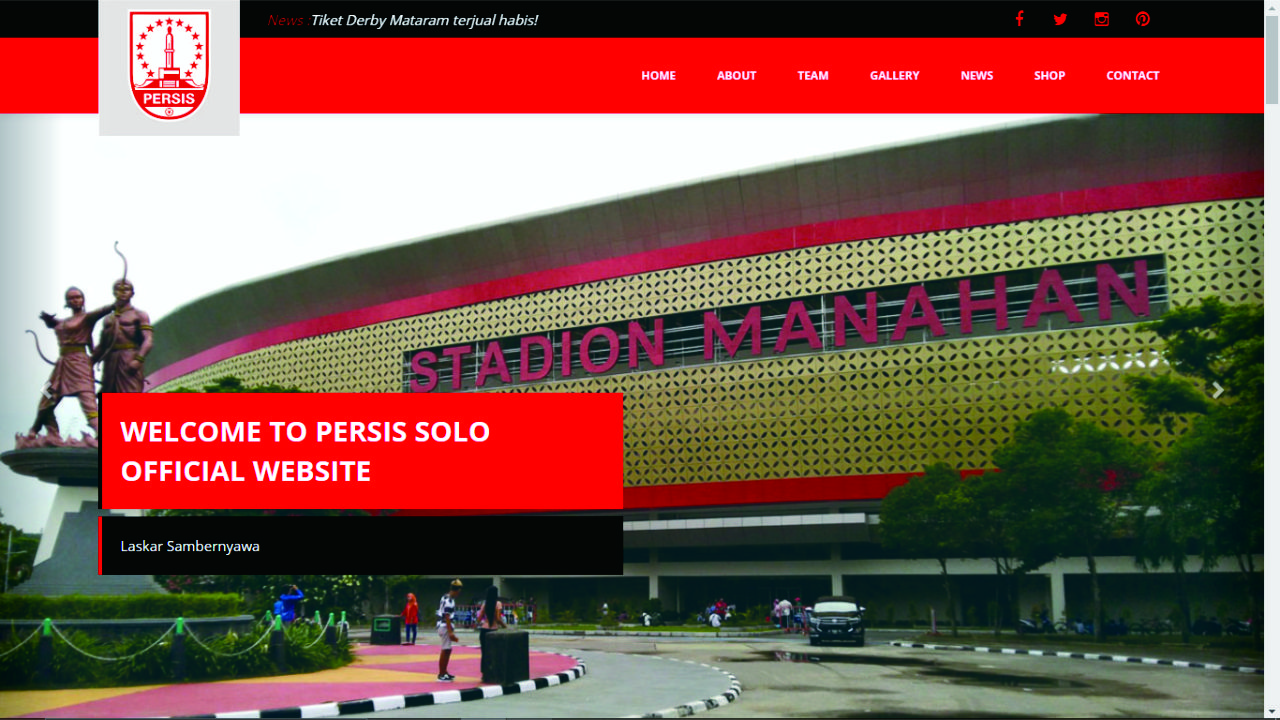 News : Tiket Derby Mataram terjual habis!
PERSIS
HOME ABOUT TEAM GALLERY NEWS SHOP CONTACT
STADION MANAHAN
WELCOME TO PERSIS SOLO
OFFICIAL WEBSITE
Laskar Sambernyawa